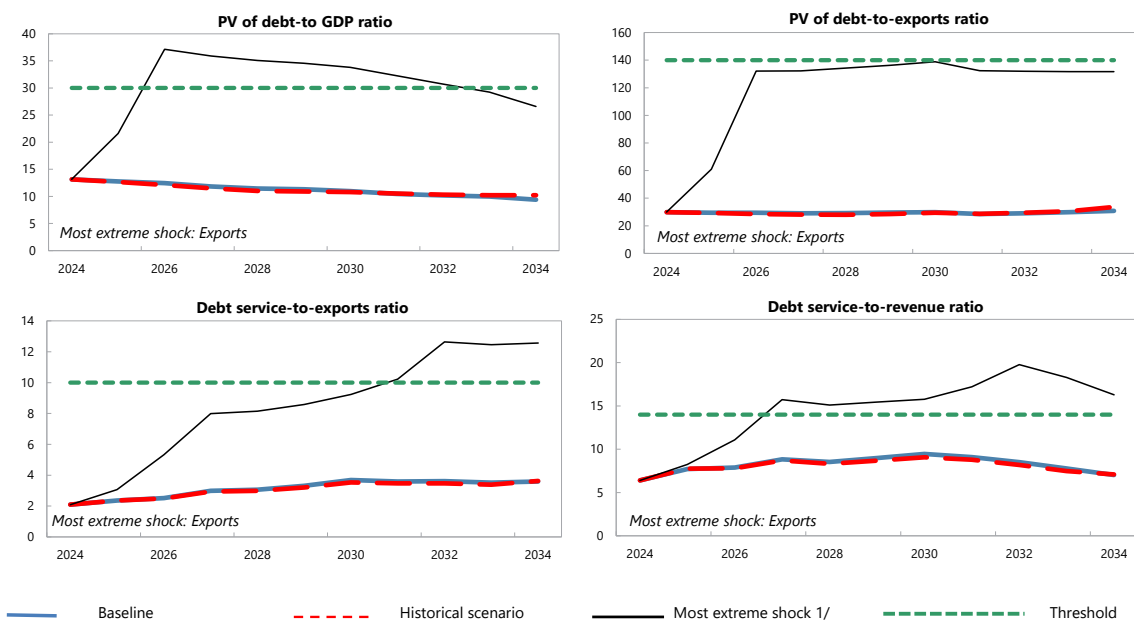 PV of debt-to GDP ratio
40
35
30
25
20
15
10
5
0
Most extreme shock: Exports
2024 2026 2028 2030 2032 2034
PV of debt-to-exports ratio
160
140
120
100
80
60
40
20
0
Most extreme shock: Exports
2024 2026 2028 2030 2032 2034
Debt service-to-exports ratio
14
12
10
8
6
4
2
0
Most extreme shock: Exports
2024 2026 2028 2030 2032 2034
Debt service-to-revenue ratio
25
20
15
10
5
0
Most extreme shock: Exports
2024 2026 2028 2030 2032 2034
Baseline Historical scenario Most extreme shock 1/ Threshold